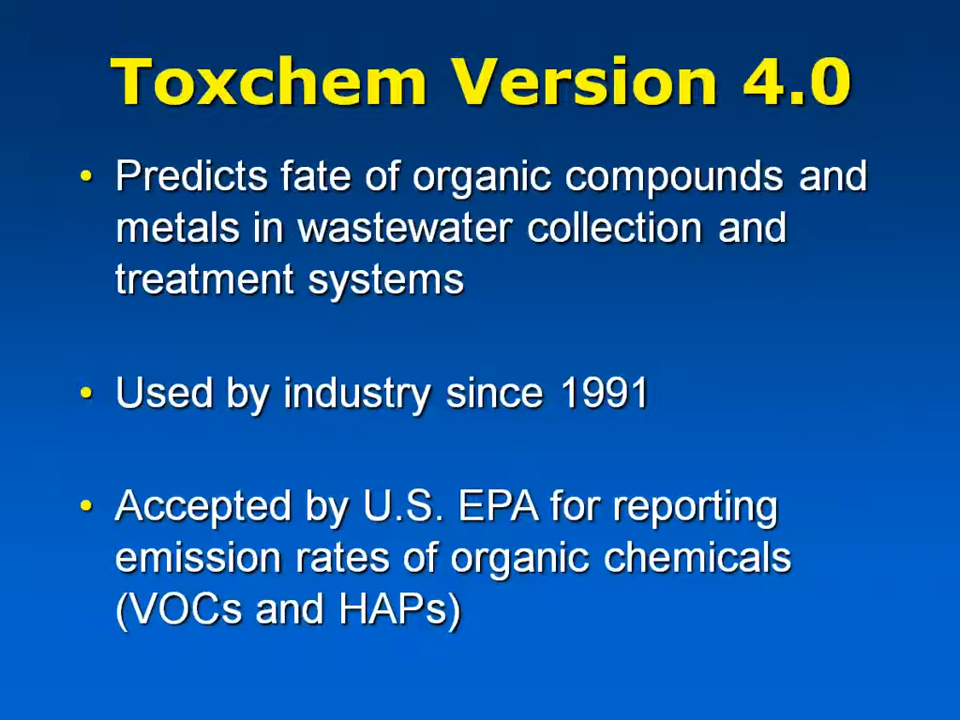 Toxchem Version 4.0
• Predicts fate of organic compounds and
metals in wastewater collection and
treatment systems
• Used by industry since 1991
• Accepted by U.S. EPA for reporting
emission rates of organic chemicals
(VOCs and HAPs)